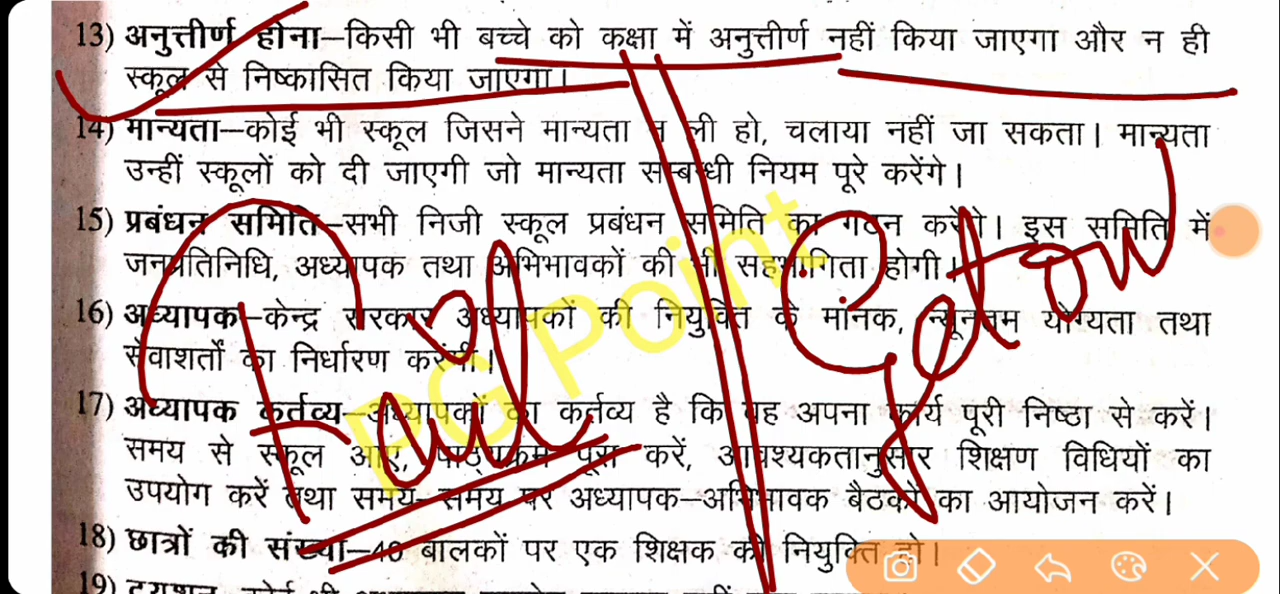 13) अनुत्तीर्ण होना–किसी भी बच्चे को कक्षा में अनुत्तीर्ण नहीं किया जाएगा और न ही
स्कूल से निष्कासित किया जाएगा।
14) मान्यता–कोई भी स्कूल जिसने मान्यता न ली हो, चलाया नहीं जा सकता। मान्यता
उन्हीं स्कूलों को दी जाएगी जो मान्यता सम्बन्धी नियम पूरे करेंगे।
15) प्रबंधन समिति–सभी निजी स्कूल प्रबंधन समिति का गठन करेंगे। इस समिति में
जनप्रतिनिधि, अध्यापक तथा अभिभावकों की भी सहभागिता होगी।
16) अध्यापक–केन्द्र सरकार अध्यापकों की नियुक्ति के मानक, न्यूनतम योग्यता तथा
सेवाशर्तों का निर्धारण करेंगी।
17) अध्यापक कर्तव्य–अध्यापकों का कर्तव्य है कि वह अपना कार्य पूरी निष्ठा से करें।
समय से स्कूल आए, पाठ्यक्रम पूरा करें, आवश्यकतानुसार शिक्षण विधियों का
उपयोग करें तथा समय–समय पर अध्यापक–अभिभावक बैठकों का आयोजन करें।
18) छात्रों की संख्या–40 बालकों पर एक शिक्षक की नियुक्ति हो।
19)
PG Point
Fail